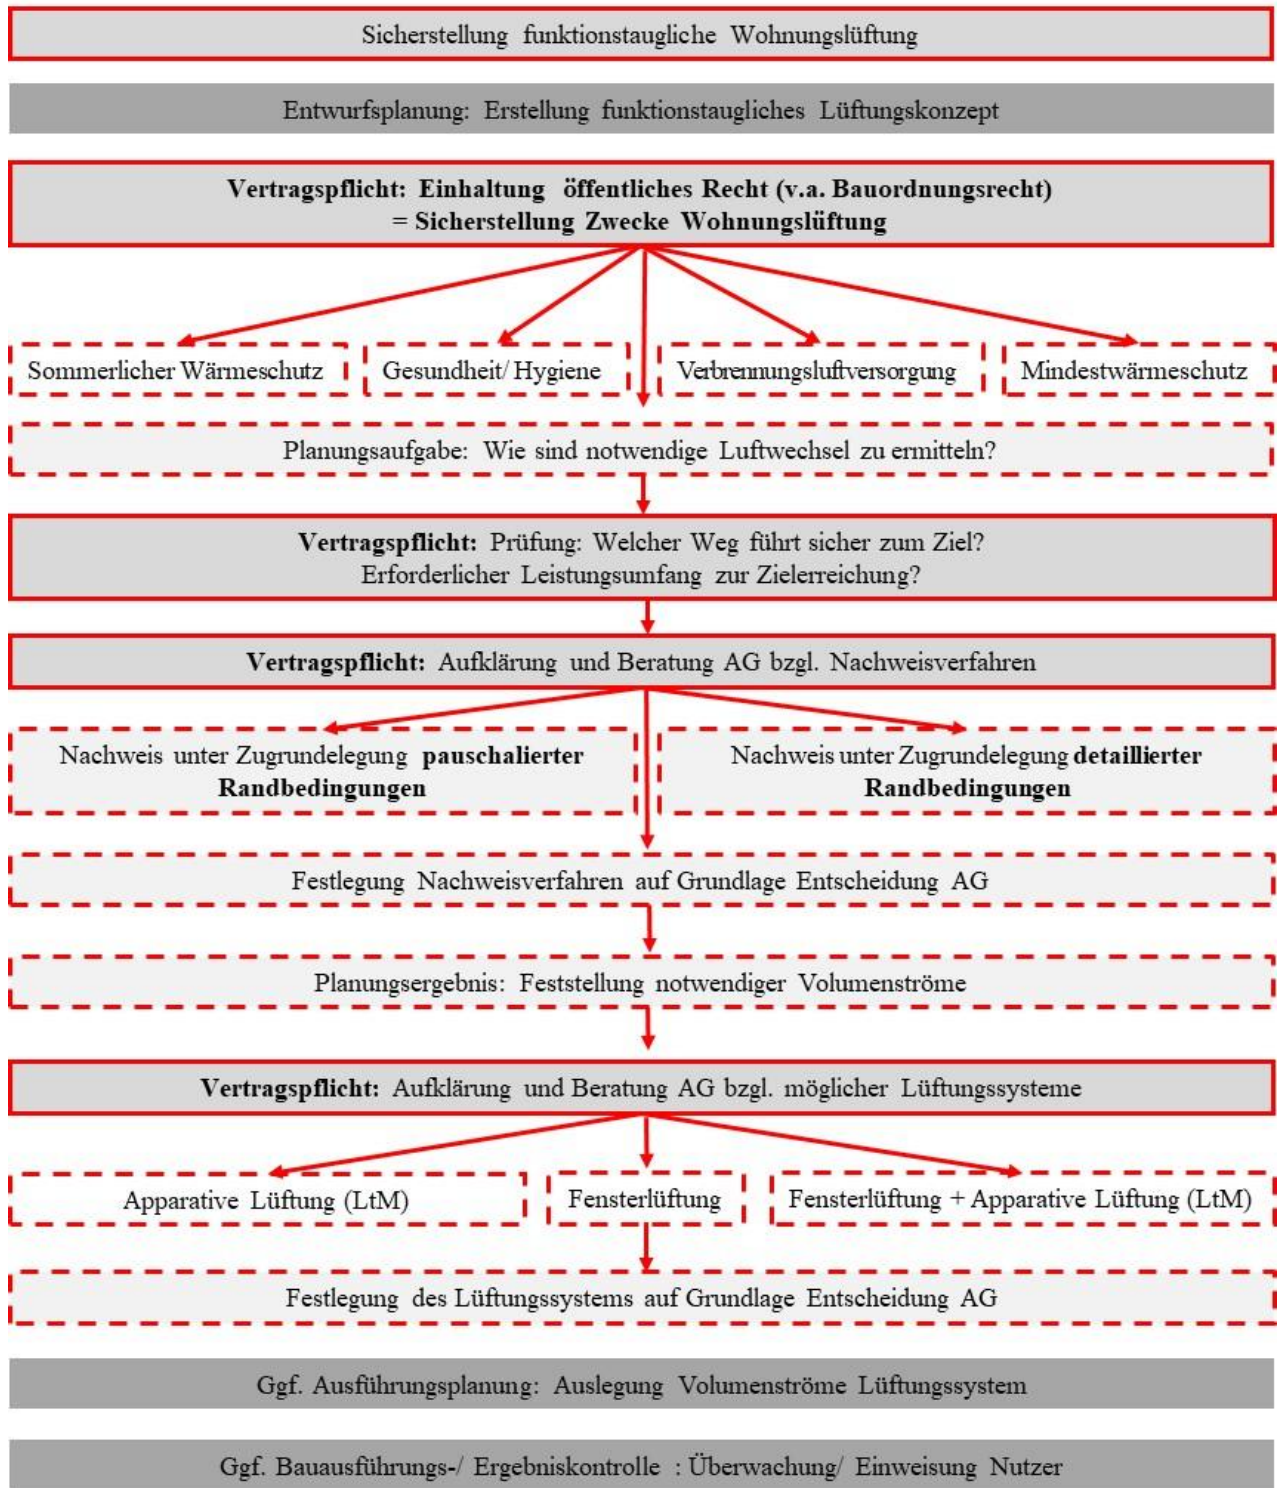 Sicherstellung funktionstaugliche Wohnungslüftung
Entwurfsplanung: Erstellung funktionstaugliches Lüftungskonzept
Vertragspflicht: Einhaltung öffentliches Recht (v.a. Bauordnungsrecht)
= Sicherstellung Zwecke Wohnungslüftung
Sommerlicher Wärmeschutz
Gesundheit/ Hygiene
Verbrennungsluftversorgung
Mindestwärmeschutz
Planungsaufgabe: Wie sind notwendige Luftwechsel zu ermitteln?
Vertragspflicht: Prüfung: Welcher Weg führt sicher zum Ziel?
Erforderlicher Leistungsumfang zur Zielerreichung?
Vertragspflicht: Aufklärung und Beratung AG bzgl. Nachweisverfahren
Nachweis unter Zugrundelegung pauschalierter
Randbedingungen
Nachweis unter Zugrundelegung detaillierter
Randbedingungen
Festlegung Nachweisverfahren auf Grundlage Entscheidung AG
Planungsergebnis: Feststellung notwendiger Volumenströme
Vertragspflicht: Aufklärung und Beratung AG bzgl. möglicher Lüftungssysteme
Apparative Lüftung (LtM)
Fensterlüftung
Fensterlüftung + Apparative Lüftung (LtM)
Festlegung des Lüftungssystems auf Grundlage Entscheidung AG
Ggf. Ausführungsplanung: Auslegung Volumenströme Lüftungssystem
Ggf. Bauausführungs-/ Ergebniskontrolle : Überwachung/ Einweisung Nutzer